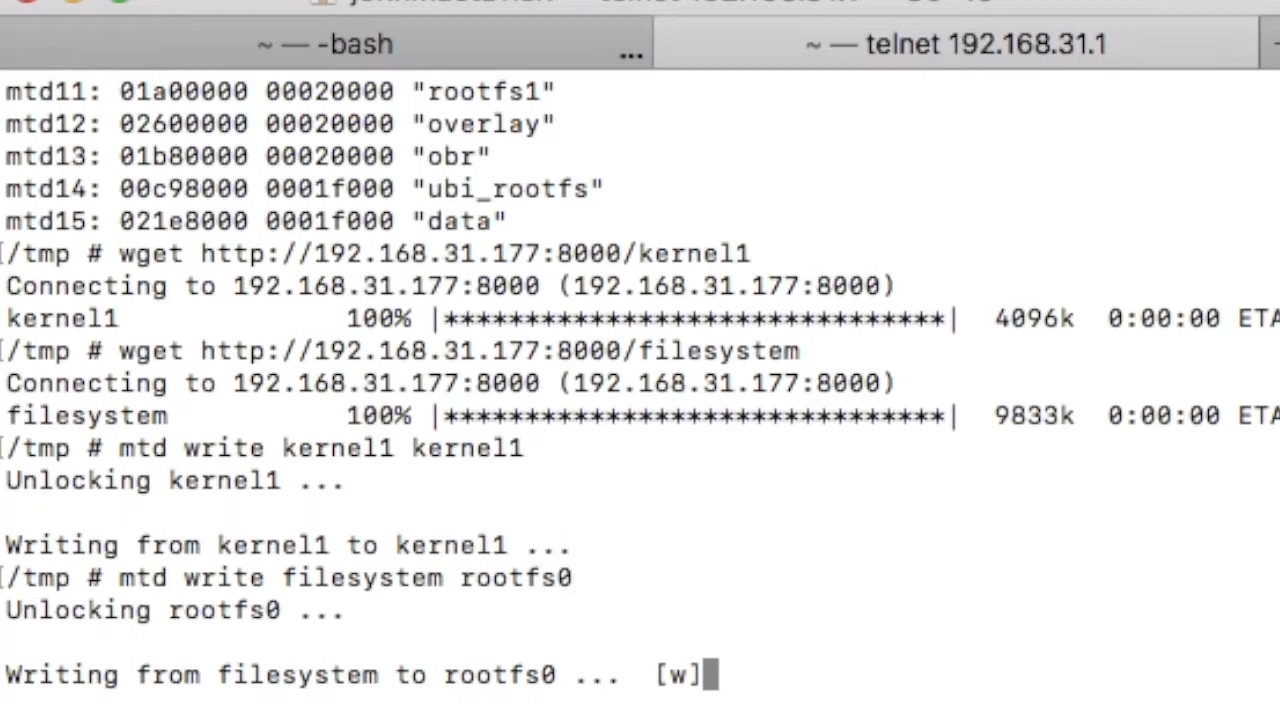 ~ — -bash
...
~ — telnet 192.168.31.1
mtd11: 01a00000 00020000 "rootfs1"
mtd12: 02600000 00020000 "overlay"
mtd13: 01b80000 00020000 "obr"
mtd14: 00c98000 0001f000 "ubi_rootfs"
mtd15: 021e8000 0001f000 "data"
[/tmp # wget http://192.168.31.177:8000/kernel1
Connecting to 192.168.31.177:8000 (192.168.31.177:8000)
kernel1 100% |*******************************| 4096k 0:00:00 ETA
[/tmp # wget http://192.168.31.177:8000/filesystem
Connecting to 192.168.31.177:8000 (192.168.31.177:8000)
filesystem 100% |*******************************| 9833k 0:00:00 ETA
[/tmp # mtd write kernel1 kernel1
Unlocking kernel1 ...
Writing from kernel1 to kernel1 ...
[/tmp # mtd write filesystem rootfs0
Unlocking rootfs0 ...
Writing from filesystem to rootfs0 ... [w]